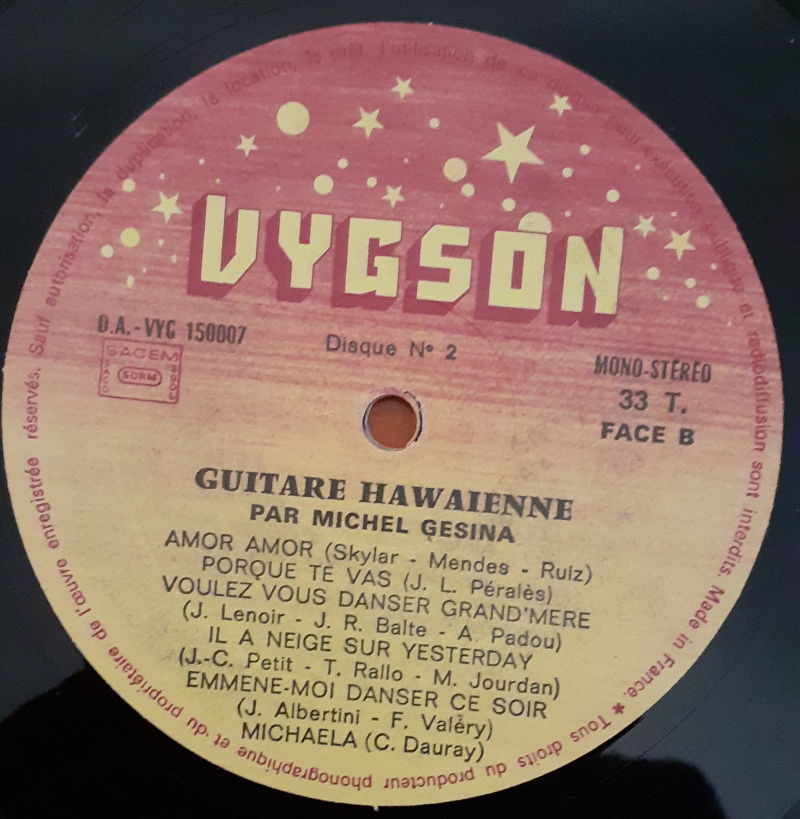 VYGSON
D.A. - VYG 150007
Disque N° 2
MONO-STÉRÉO
33 T.
FACE B
SACEM
SDRM
GUITARE HAWAIENNE
PAR MICHEL GESINA
AMOR AMOR (Skylar - Mendes - Ruiz)
PORQUE TE VAS (J. L. Péralès)
VOULEZ VOUS DANSER GRAND'MERE
(J. Lenoir - J. R. Balte - A. Padou)
IL A NEIGE SUR YESTERDAY
(J.-C. Petit - T. Rallo - M. Jourdan)
EMMENE-MOI DANSER CE SOIR
(J. Albertini - F. Valéry)
MICHAELA (C. Dauray)
★ Tous droits du producteur phonographique et du propriétaire de l'œuvre enregistrée réservés. Sauf autorisation, la duplication, la location, le prêt, l'utilisation de ce disque pour exécution publique et radiodiffusion sont interdits. Made in France.